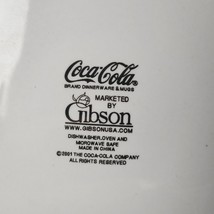 Coca-Cola
BRAND DINNERWARE & MUGS
MARKETED
BY
Gibson
WWW.GIBSONUSA.COM
DISHWASHER, OVEN AND
MICROWAVE SAFE
MADE IN CHINA
© 2001 THE COCA-COLA COMPANY
ALL RIGHTS RESERVED